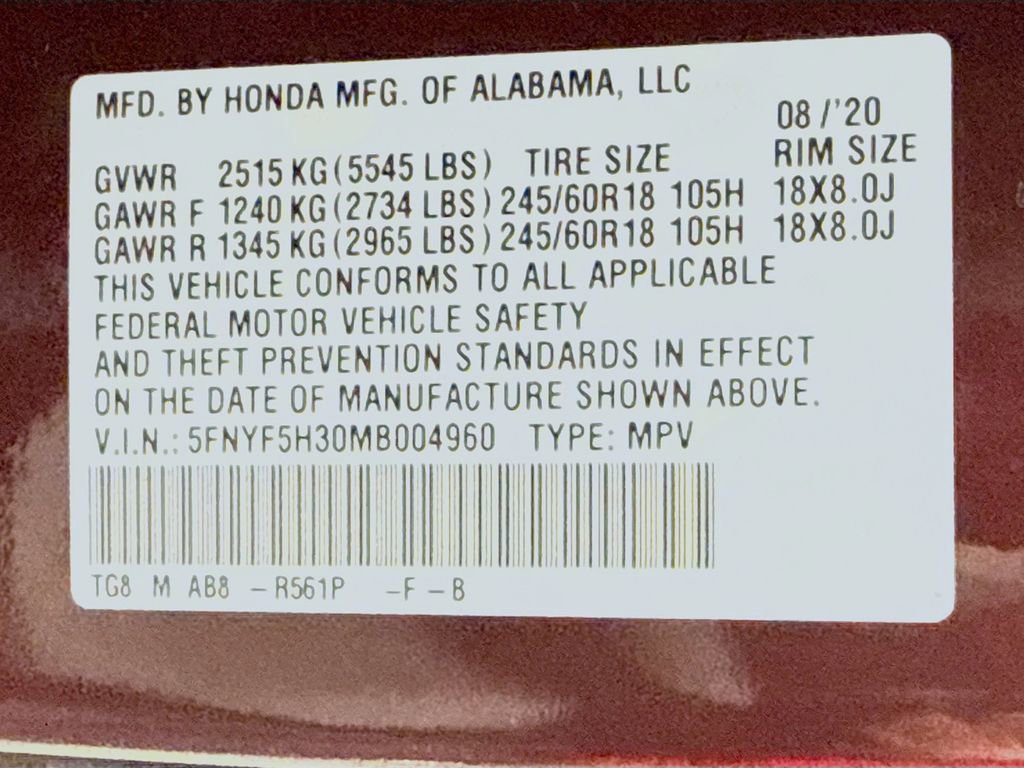 MFD. BY HONDA MFG. OF ALABAMA, LLC
08/'20
GVWR 2515 KG (5545 LBS) TIRE SIZE RIM SIZE
GAWR F 1240 KG (2734 LBS) 245/60R18 105H 18X8.0J
GAWR R 1345 KG (2965 LBS) 245/60R18 105H 18X8.0J
THIS VEHICLE CONFORMS TO ALL APPLICABLE
FEDERAL MOTOR VEHICLE SAFETY
AND THEFT PREVENTION STANDARDS IN EFFECT
ON THE DATE OF MANUFACTURE SHOWN ABOVE.
V.I.N.: 5FNYF5H30MB004960 TYPE: MPV
TG8 M AB8 – R561P –F – B